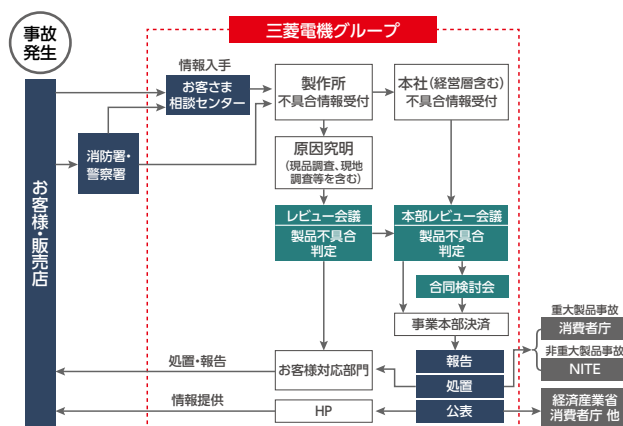 事故
発生
三菱電機グループ
情報入手
お客さま
相談センター
製作所
不具合情報受付
本社(経営層含む)
不具合情報受付
消防署・
警察署
原因究明
(現品調査、現地
調査等を含む)
お客様・販売店
レビュー会議
製品不具合
判定
本部レビュー会議
製品不具合
判定
合同検討会
事業本部決済
重大製品事故
消費者庁
非重大製品事故
NITE
処置・報告
お客様対応部門
報告
処置
公表
情報提供
HP
経済産業省
消費者庁 他